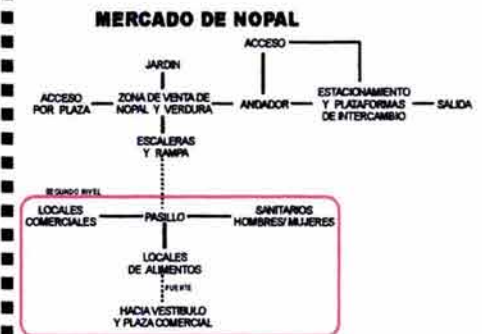 MERCADO DE NOPAL
ACCESO
JARDIN
ACCESO
POR PLAZA
ZONA DE VENTA DE
NOPAL Y VERDURA
ANDADOR
ESTACIONAMIENTO
Y PLATAFORMAS
DE INTERCAMBIO
SALIDA
ESCALERAS
Y RAMPA
SEGUNDO NIVEL
LOCALES
COMERCIALES
PASILLO
SANITARIOS
HOMBRES/MUJERES
LOCALES
DE ALIMENTOS
PUENTE
HACIA VESTIBULO
Y PLAZA COMERCIAL